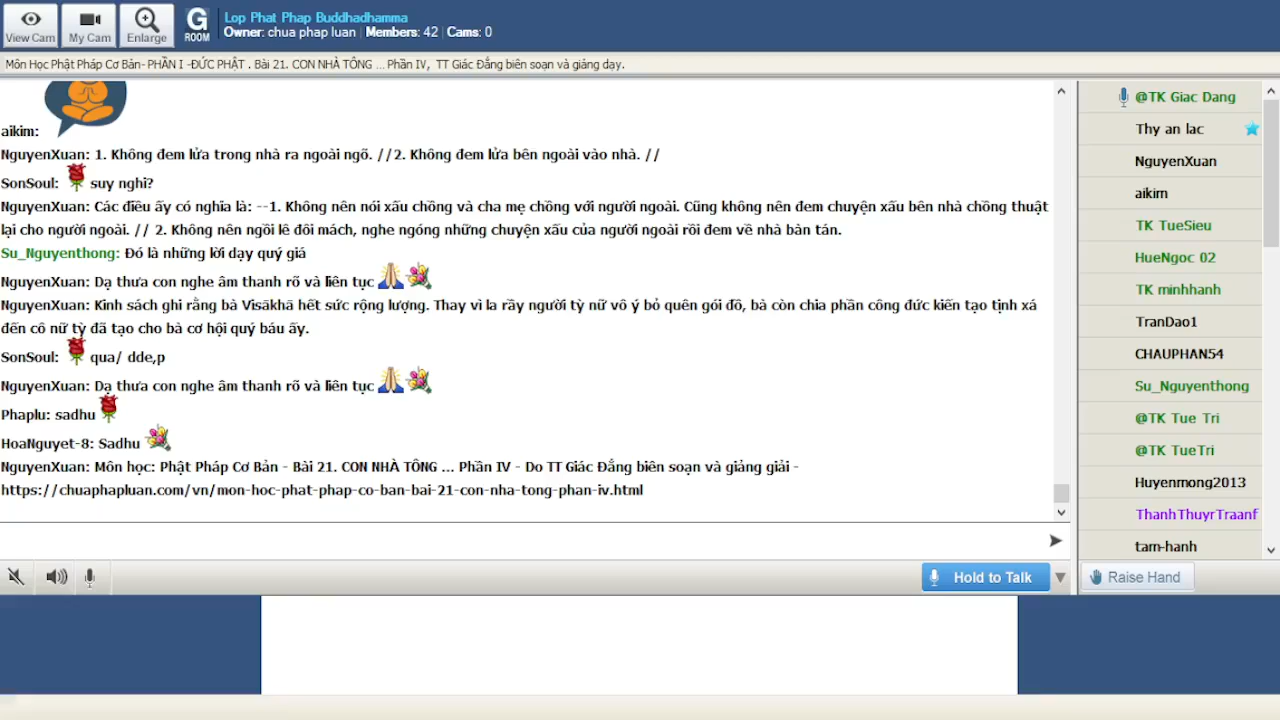 View Cam
My Cam
Enlarge
G
ROOM
Lop Phat Phap Buddhadhamma
Owner: chua phap luan | Members: 42 | Cams: 0
Môn Học Phật Pháp Cơ Bản- PHẦN I -ĐỨC PHẬT . Bài 21. CON NHÀ TÔNG ... Phần IV, TT Giác Đẳng biên soạn và giảng dạy.
aikim:
NguyenXuan: 1. Không đem lửa trong nhà ra ngoài ngõ. //2. Không đem lửa bên ngoài vào nhà. //
SonSoul: suy nghi?
NguyenXuan: Các điều ấy có nghĩa là: --1. Không nên nói xấu chồng và cha mẹ chồng với người ngoài. Cũng không nên đem chuyện xấu bên nhà chồng thuật
lại cho người ngoài. // 2. Không nên ngồi lê đôi mách, nghe ngóng những chuyện xấu của người ngoài rồi đem về nhà bàn tán.
Su_Nguyenthong: Đó là những lời dạy quý giá
NguyenXuan: Dạ thưa con nghe âm thanh rõ và liên tục
NguyenXuan: Kinh sách ghi rằng bà Visākhā hết sức rộng lượng. Thay vì la rầy người tỳ nữ vô ý bỏ quên gói đồ, bà còn chia phần công đức kiến tạo tịnh xá
đến cô nữ tỳ đã tạo cho bà cơ hội quý báu ấy.
SonSoul: qua/ dde,p
NguyenXuan: Dạ thưa con nghe âm thanh rõ và liên tục
Phaplu: sadhu
HoaNguyet-8: Sadhu
NguyenXuan: Môn học: Phật Pháp Cơ Bản - Bài 21. CON NHÀ TÔNG ... Phần IV - Do TT Giác Đẳng biên soạn và giảng giải -
https://chuaphapluan.com/vn/mon-hoc-phat-phap-co-ban-bai-21-con-nha-tong-phan-iv.html
@TK Giac Dang
Thy an lac
NguyenXuan
aikim
TK TueSieu
HueNgoc 02
TK minhhanh
TranDao1
CHAUPHAN54
Su_Nguyenthong
@TK Tue Tri
@TK TueTri
Huyenmong2013
ThanhThuyrTraanf
tam-hanh
Hold to Talk
Raise Hand